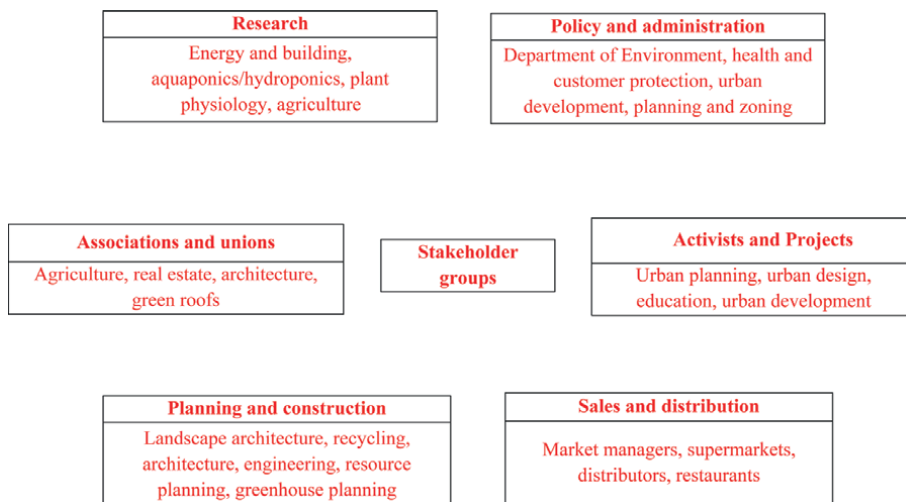 Research
Energy and building,
aquaponics/hydroponics, plant
physiology, agriculture
Policy and administration
Department of Environment, health and
customer protection, urban
development, planning and zoning
Associations and unions
Agriculture, real estate, architecture,
green roofs
Stakeholder
groups
Activists and Projects
Urban planning, urban design,
education, urban development
Planning and construction
Landscape architecture, recycling,
architecture, engineering, resource
planning, greenhouse planning
Sales and distribution
Market managers, supermarkets,
distributors, restaurants